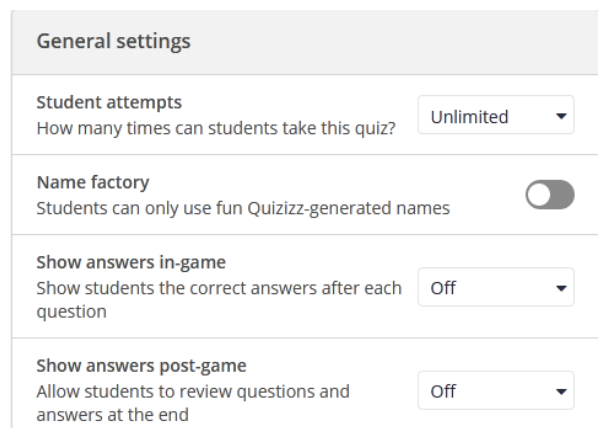 General settings
Student attempts
How many times can students take this quiz?
Unlimited
Name factory
Students can only use fun Quizizz-generated names
Show answers in-game
Show students the correct answers after each
question
Off
Show answers post-game
Allow students to review questions and
answers at the end
Off